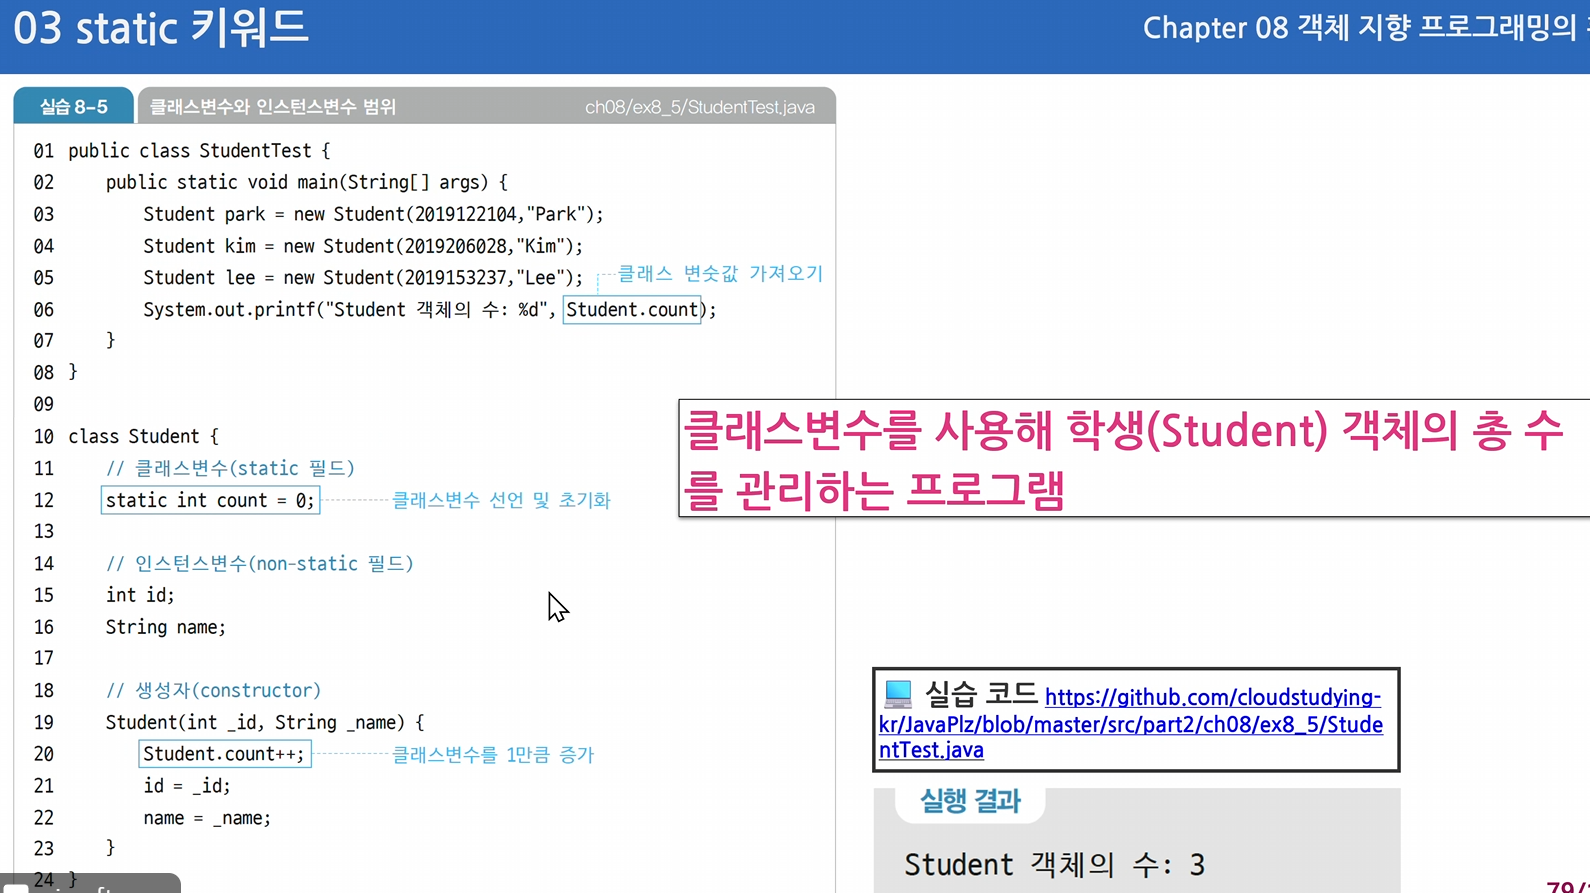 03 static 키워드
Chapter 08 객체 지향 프로그래밍의
실습 8-5 클래스변수와 인스턴스변수 범위 ch08/ex8_5/StudentTest.java
01 public class StudentTest {
02 public static void main(String[] args) {
03 Student park = new Student(2019122104,"Park");
04 Student kim = new Student(2019206028,"Kim");
05 Student lee = new Student(2019153237,"Lee"); 클래스 변숫값 가져오기
06 System.out.printf("Student 객체의 수: %d", Student.count);
07 }
08 }
09
10 class Student {
11 // 클래스변수(static 필드)
12 static int count = 0; 클래스변수 선언 및 초기화
13
14 // 인스턴스변수(non-static 필드)
15 int id;
16 String name;
17
18 // 생성자(constructor)
19 Student(int _id, String _name) {
20 Student.count++; 클래스변수를 1만큼 증가
21 id = _id;
22 name = _name;
23 }
24 }
클래스변수를 사용해 학생(Student) 객체의 총 수
를 관리하는 프로그램
실습 코드 https://github.com/cloudstudying-
kr/JavaPlz/blob/master/src/part2/ch08/ex8_5/Stude
ntTest.java
실행 결과
Student 객체의 수: 3